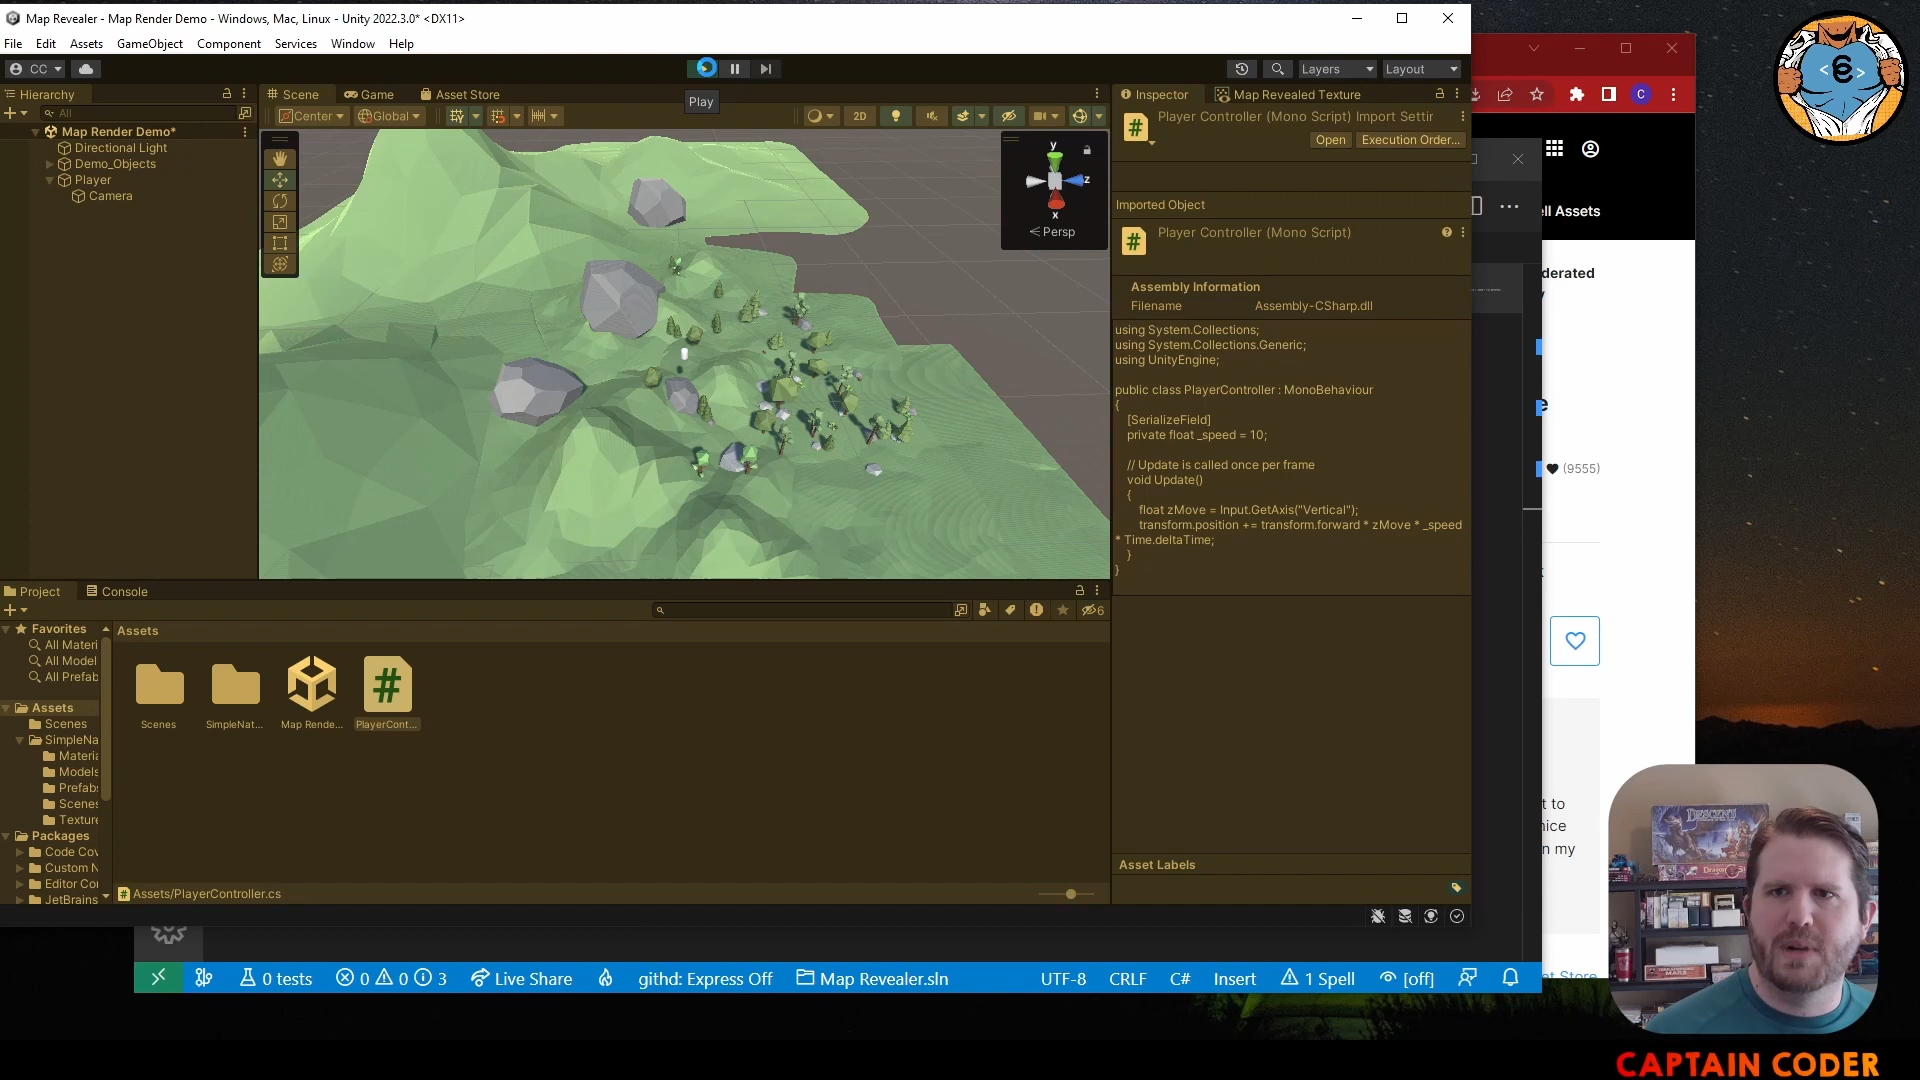 Map Revealer - Map Render Demo - Windows, Mac, Linux - Unity 2022.3.0* <DX11>
File Edit Assets GameObject Component Services Window Help
CC
Layers
Layout
Play
Hierarchy
All
Map Render Demo*
Directional Light
Demo_Objects
Player
Camera
Scene Game Asset Store
Center Global
2D
y
z
x
< Persp
Inspector Map Revealed Texture
Player Controller (Mono Script) Import Settir
Open Execution Order...
Imported Object
Player Controller (Mono Script)
Assembly Information
Filename Assembly-CSharp.dll
using System.Collections;
using System.Collections.Generic;
using UnityEngine;
public class PlayerController : MonoBehaviour
{
[SerializeField]
private float _speed = 10;
// Update is called once per frame
void Update()
{
float zMove = Input.GetAxis("Vertical");
transform.position += transform.forward * zMove * _speed
* Time.deltaTime;
}
}
Asset Labels
Project Console
6
Favorites
All Materi
All Model
All Prefab
Assets
Scenes
SimpleNa
Materia
Models
Prefab
Scenes
Texture
Packages
Code Cov
Custom N
Editor Cor
JetBrains
Assets
Scenes
SimpleNat...
Map Rende...
PlayerCont...
Assets/PlayerController.cs
C
ll Assets
derated
(9555)
t to
nice
n my
et Store
0 tests 0 0 3 Live Share githd: Express Off Map Revealer.sln UTF-8 CRLF C# Insert 1 Spell [off]
DESCENT
CAPTAIN CODER